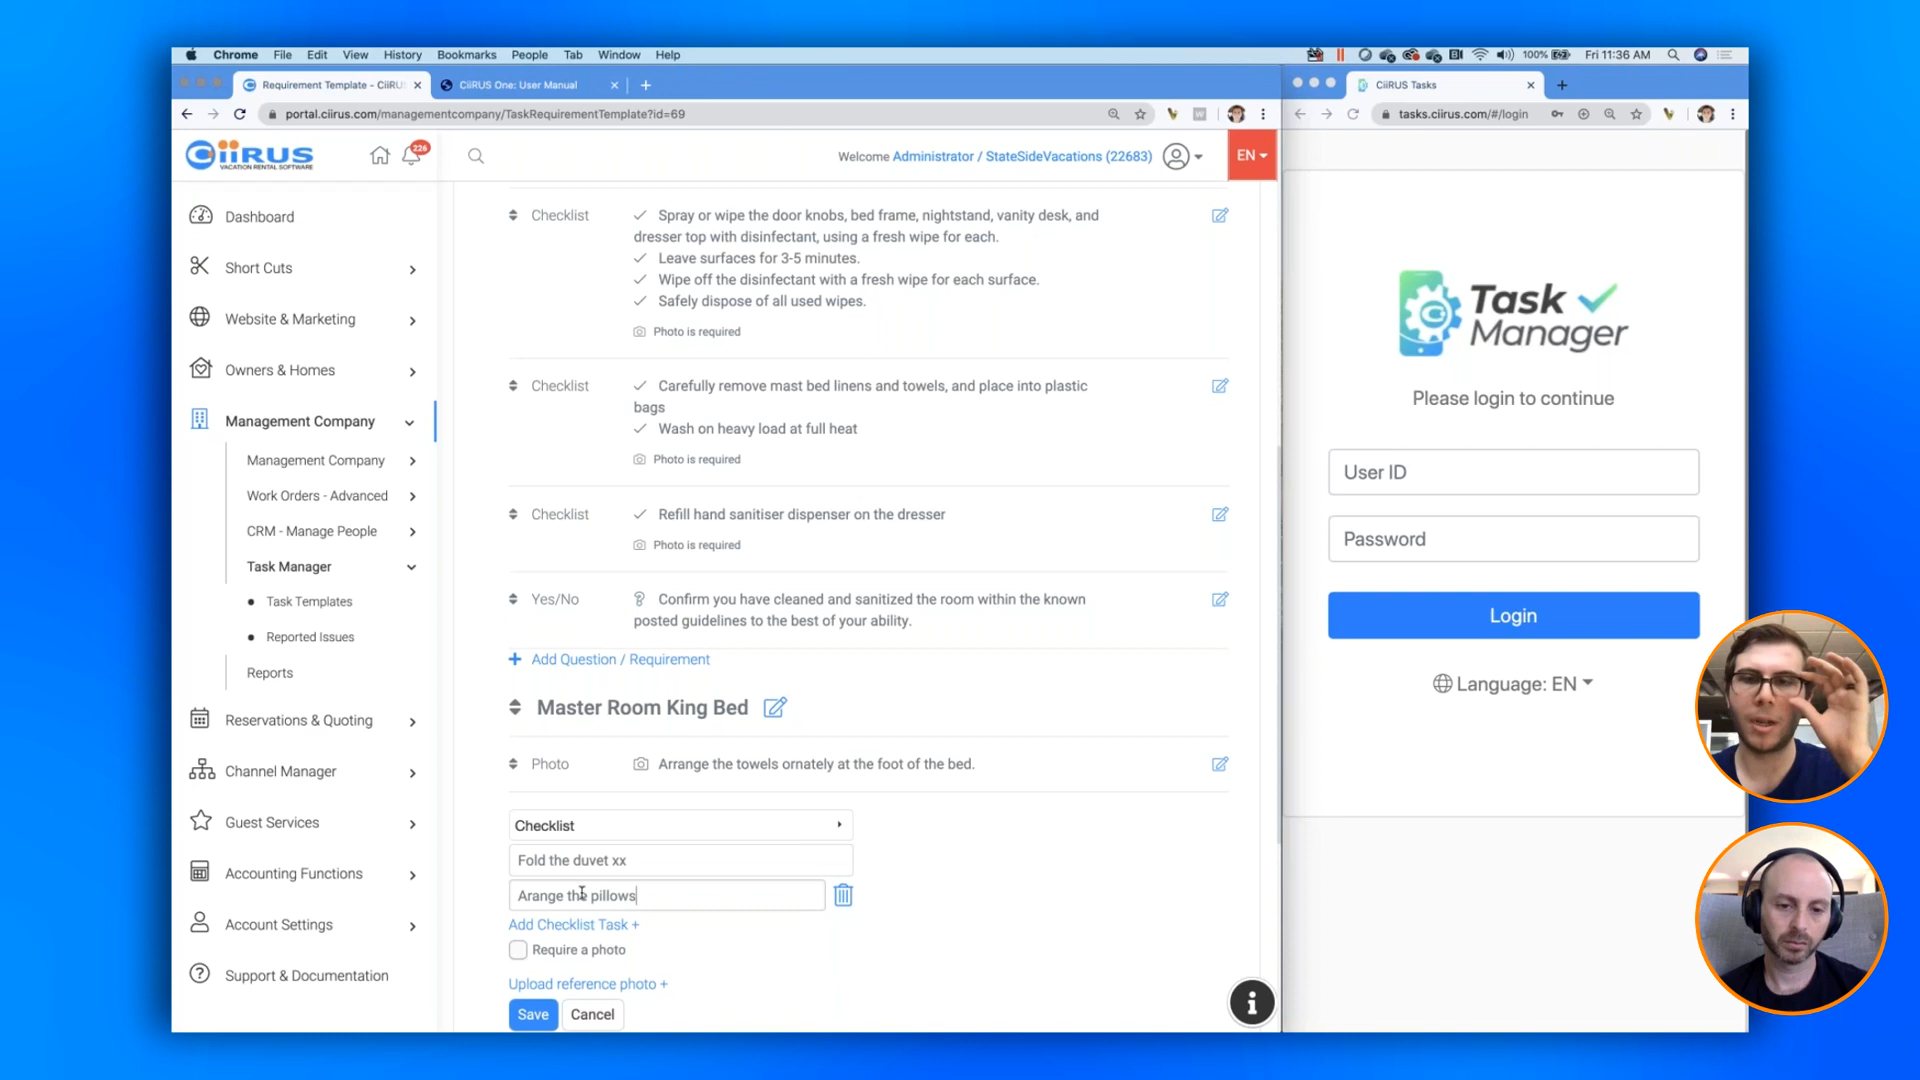 Chrome File Edit View History Bookmarks People Tab Window Help
100% Fri 11:36 AM
Requirement Template - CiiRU
CiiRUS One: User Manual
CiiRUS Tasks
portal.ciirus.com/managementcompany/TaskRequirementTemplate?id=69
tasks.ciirus.com/#/login
CiiRUS
VACATION RENTAL SOFTWARE
226
Welcome Administrator / StateSideVacations (22683)
EN
Dashboard
Short Cuts
Website & Marketing
Owners & Homes
Management Company
Management Company
Work Orders - Advanced
CRM - Manage People
Task Manager
Task Templates
Reported Issues
Reports
Reservations & Quoting
Channel Manager
Guest Services
Accounting Functions
Account Settings
Support & Documentation
Checklist
Spray or wipe the door knobs, bed frame, nightstand, vanity desk, and
dresser top with disinfectant, using a fresh wipe for each.
Leave surfaces for 3-5 minutes.
Wipe off the disinfectant with a fresh wipe for each surface.
Safely dispose of all used wipes.
Photo is required
Checklist
Carefully remove mast bed linens and towels, and place into plastic
bags
Wash on heavy load at full heat
Photo is required
Checklist
Refill hand sanitiser dispenser on the dresser
Photo is required
Yes/No
Confirm you have cleaned and sanitized the room within the known
posted guidelines to the best of your ability.
Add Question / Requirement
Master Room King Bed
Photo
Arrange the towels ornately at the foot of the bed.
Checklist
Fold the duvet xx
Arange the pillows
Add Checklist Task +
Require a photo
Upload reference photo +
Save
Cancel
Task
Manager
Please login to continue
User ID
Password
Login
Language: EN